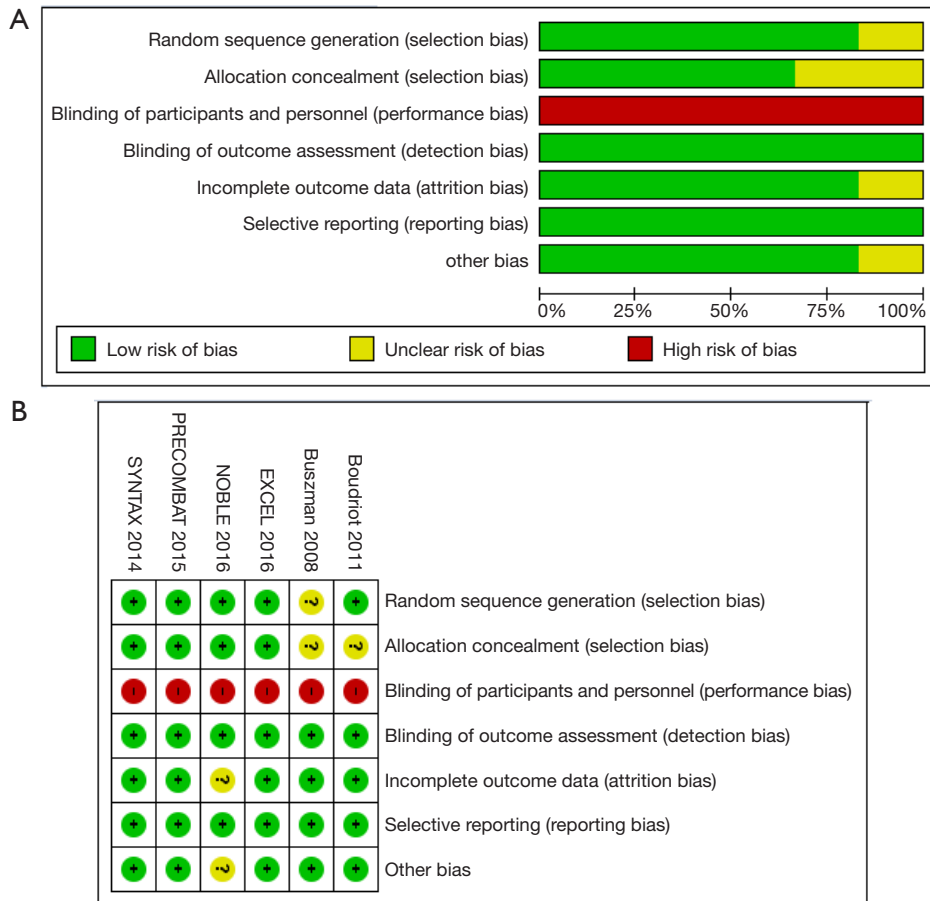 A
Random sequence generation (selection bias)
Allocation concealment (selection bias)
Blinding of participants and personnel (performance bias)
Blinding of outcome assessment (detection bias)
Incomplete outcome data (attrition bias)
Selective reporting (reporting bias)
other bias
0% 25% 50% 75% 100%
Low risk of bias Unclear risk of bias High risk of bias
B
SYNTAX 2014
PRECOMBAT 2015
NOBLE 2016
EXCEL 2016
Buszman 2008
Boudriot 2011
+ + + + ? + Random sequence generation (selection bias)
+ + + + ? ? Allocation concealment (selection bias)
− − − − − − Blinding of participants and personnel (performance bias)
+ + + + + + Blinding of outcome assessment (detection bias)
+ + ? + + + Incomplete outcome data (attrition bias)
+ + + + + + Selective reporting (reporting bias)
+ + ? + + + Other bias